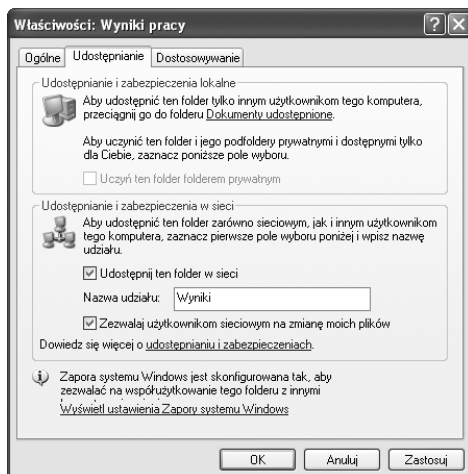 Właściwości: Wyniki pracy
Ogólne Udostępnianie Dostosowywanie
Udostępnianie i zabezpieczenia lokalne
Aby udostępnić ten folder tylko innym użytkownikom tego komputera,
przeciągnij go do folderu Dokumenty udostępnione.
Aby uczynić ten folder i jego podfoldery prywatnymi i dostępnymi tylko
dla Ciebie, zaznacz poniższe pole wyboru.
Uczyń ten folder folderem prywatnym
Udostępnianie i zabezpieczenia w sieci
Aby udostępnić ten folder zarówno sieciowym, jak i innym użytkownikom
tego komputera, zaznacz pierwsze pole wyboru poniżej i wpisz nazwę
udziału.
Udostępnij ten folder w sieci
Nazwa udziału: Wyniki
Zezwalaj użytkownikom sieciowym na zmianę moich plików
Dowiedz się więcej o udostępnianiu i zabezpieczeniach.
Zapora systemu Windows jest skonfigurowana tak, aby
zezwalać na współużytkowanie tego folderu z innymi
Wyświetl ustawienia Zapory systemu Windows
OK Anuluj Zastosuj